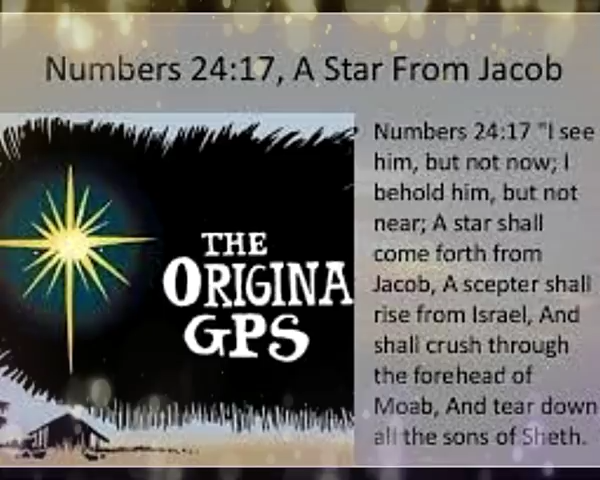 Numbers 24:17, A Star From Jacob
THE
ORIGINA
GPS
Numbers 24:17 "I see
him, but not now; I
behold him, but not
near; A star shall
come forth from
Jacob, A scepter shall
rise from Israel, And
shall crush through
the forehead of
Moab, And tear down
all the sons of Sheth.